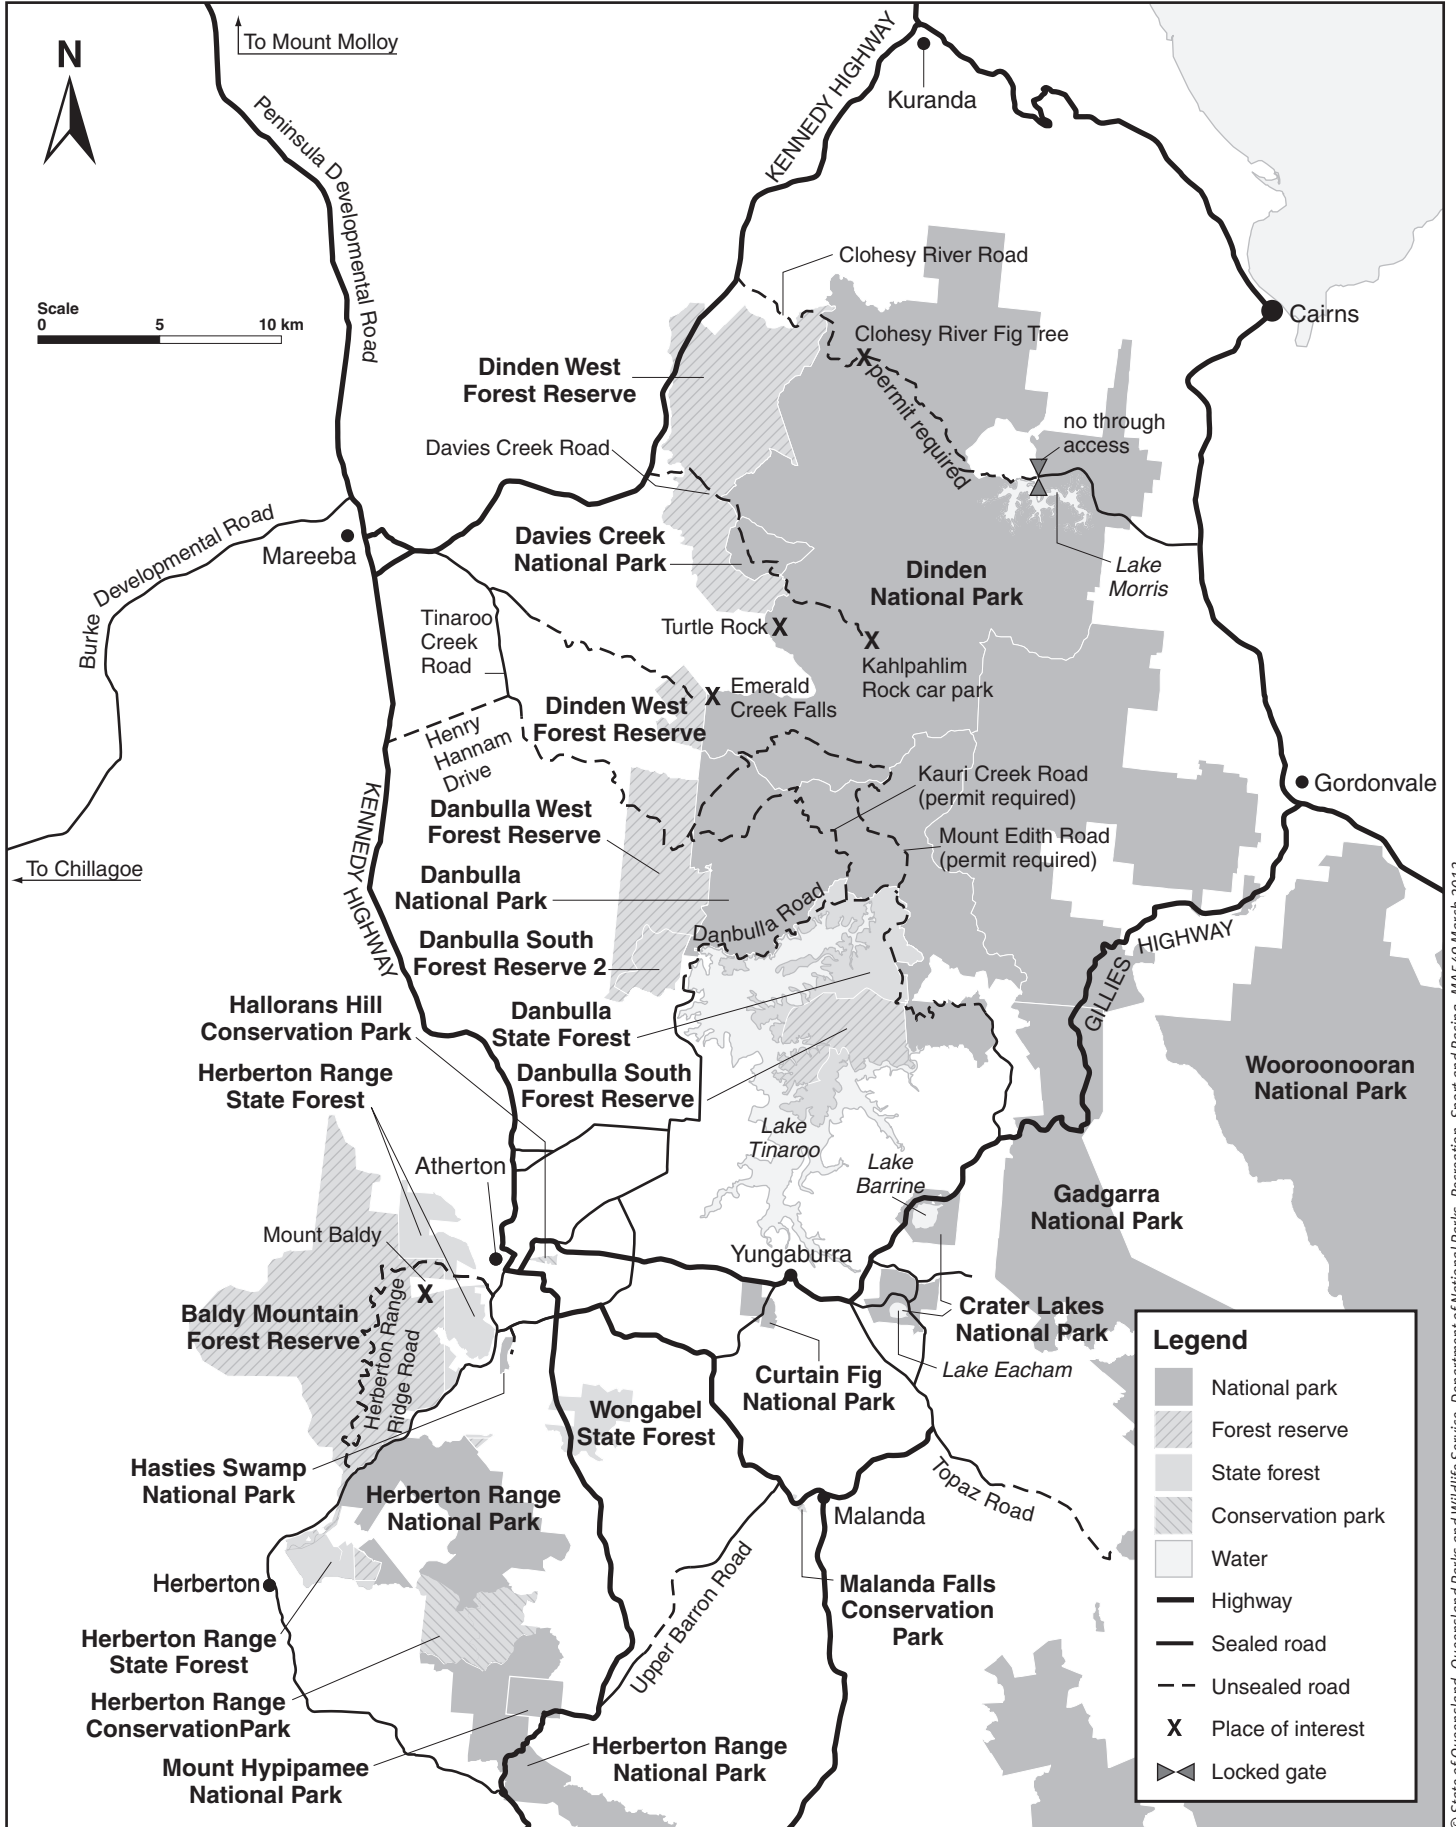 To Mount Molloy
N
KENNEDY HIGHWAY
Kuranda
Peninsula Developmental Road
Clohesy River Road
Scale
0 5 10 km
Cairns
Clohesy River Fig Tree
permit required
Dinden West
Forest Reserve
no through
access
Davies Creek Road
Burke Developmental Road
Mareeba
Davies Creek
National Park
Dinden
National Park
Lake
Morris
Tinaroo
Creek
Road
Turtle Rock X
X
Kahlpahlim
Rock car park
X Emerald
Creek Falls
Dinden West
Forest Reserve
Henry
Hannam
Drive
Kauri Creek Road
(permit required)
Gordonvale
KENNEDY HIGHWAY
Danbulla West
Forest Reserve
Mount Edith Road
(permit required)
To Chillagoe
Danbulla
National Park
Danbulla Road
Danbulla South
Forest Reserve 2
GILLIES HIGHWAY
Hallorans Hill
Conservation Park
Danbulla
State Forest
Herberton Range
State Forest
Danbulla South
Forest Reserve
Wooroonooran
National Park
Lake
Tinaroo
Atherton
Lake
Barrine
Gadgarra
National Park
Mount Baldy
X
Yungaburra
Baldy Mountain
Forest Reserve
Herberton Range
Ridge Road
Crater Lakes
National Park
Lake Eacham
Curtain Fig
National Park
Wongabel
State Forest
Hasties Swamp
National Park
Herberton Range
National Park
Topaz Road
Malanda
Herberton
Upper Barron Road
Malanda Falls
Conservation
Park
Herberton Range
State Forest
Herberton Range
ConservationPark
Mount Hypipamee
National Park
Herberton Range
National Park
Legend
National park
Forest reserve
State forest
Conservation park
Water
Highway
Sealed road
Unsealed road
X Place of interest
Locked gate